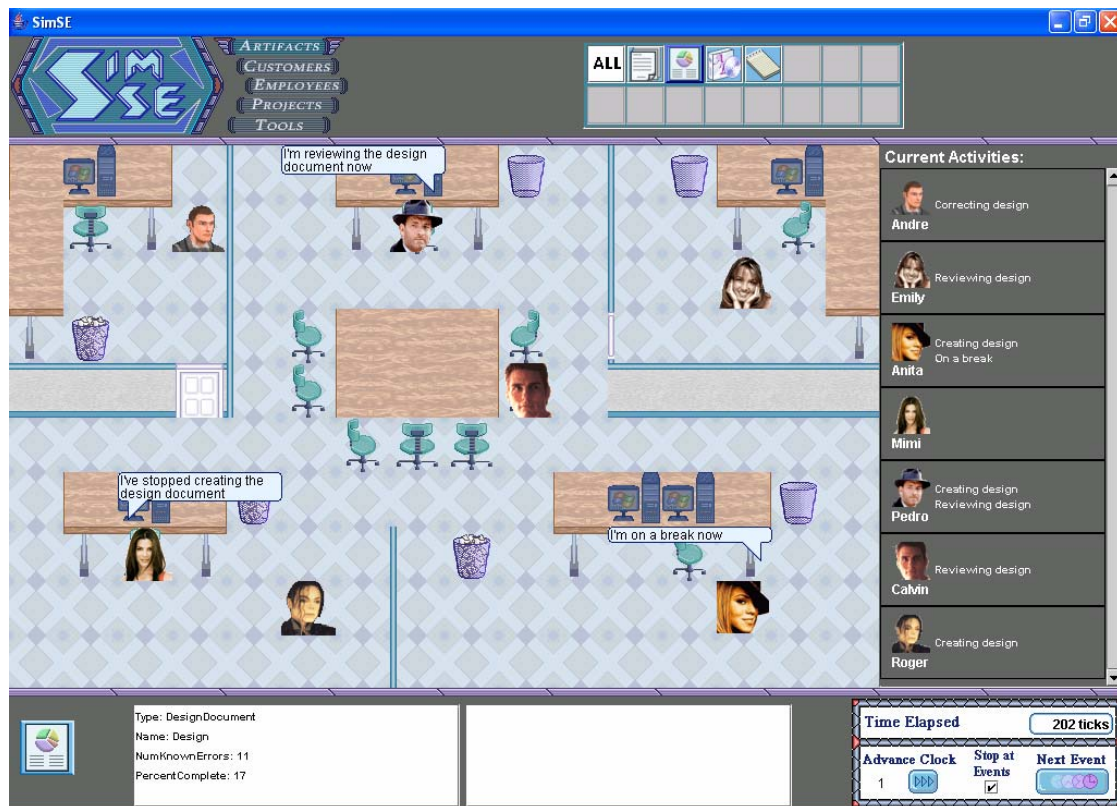 SimSE
SIM
SE
ARTIFACTS
CUSTOMERS
EMPLOYEES
PROJECTS
TOOLS
ALL
I'm reviewing the design
document now
I've stopped creating the
design document
I'm on a break now
Current Activities:
Correcting design
Andre
Reviewing design
Emily
Creating design
On a break
Anita
Mimi
Creating design
Reviewing design
Pedro
Reviewing design
Calvin
Creating design
Roger
Type: DesignDocument
Name: Design
NumKnownErrors: 11
PercentComplete: 17
Time Elapsed
202 ticks
Advance Clock
1
Stop at
Events
Next Event